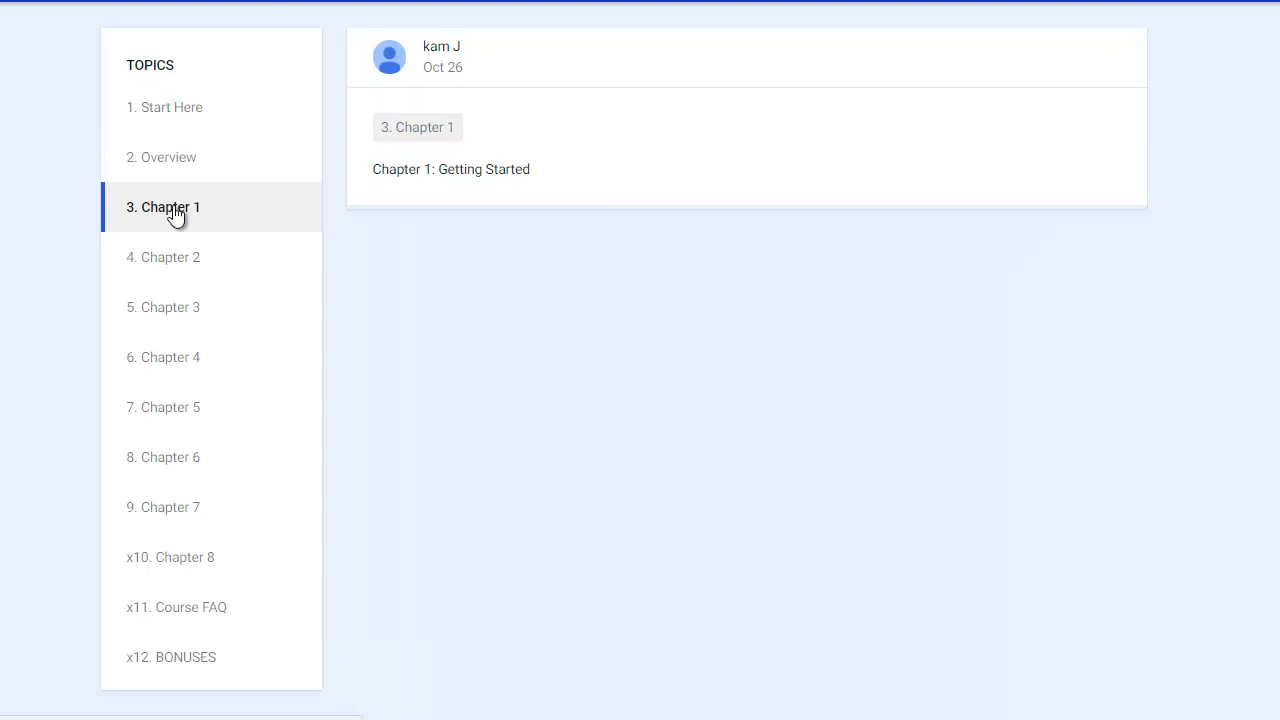 TOPICS
1. Start Here
2. Overview
3. Chapter 1
4. Chapter 2
5. Chapter 3
6. Chapter 4
7. Chapter 5
8. Chapter 6
9. Chapter 7
x10. Chapter 8
x11. Course FAQ
x12. BONUSES
kam J
Oct 26
3. Chapter 1
Chapter 1: Getting Started